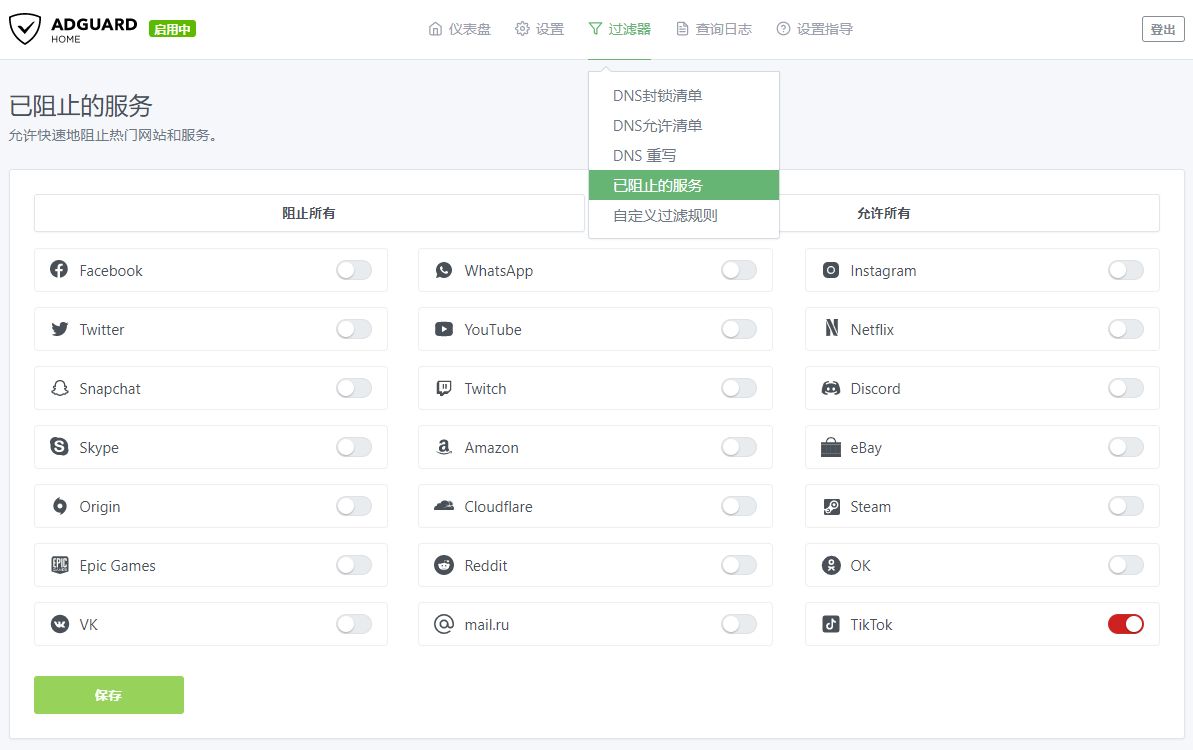 ADGUARD
HOME
启用中
仪表盘
设置
过滤器
查询日志
设置指导
登出
DNS封锁清单
DNS允许清单
DNS 重写
已阻止的服务
自定义过滤规则
已阻止的服务
允许快速地阻止热门网站和服务。
阻止所有
允许所有
Facebook
WhatsApp
Instagram
Twitter
YouTube
Netflix
Snapchat
Twitch
Discord
Skype
Amazon
eBay
Origin
Cloudflare
Steam
Epic Games
Reddit
OK
VK
mail.ru
TikTok
保存